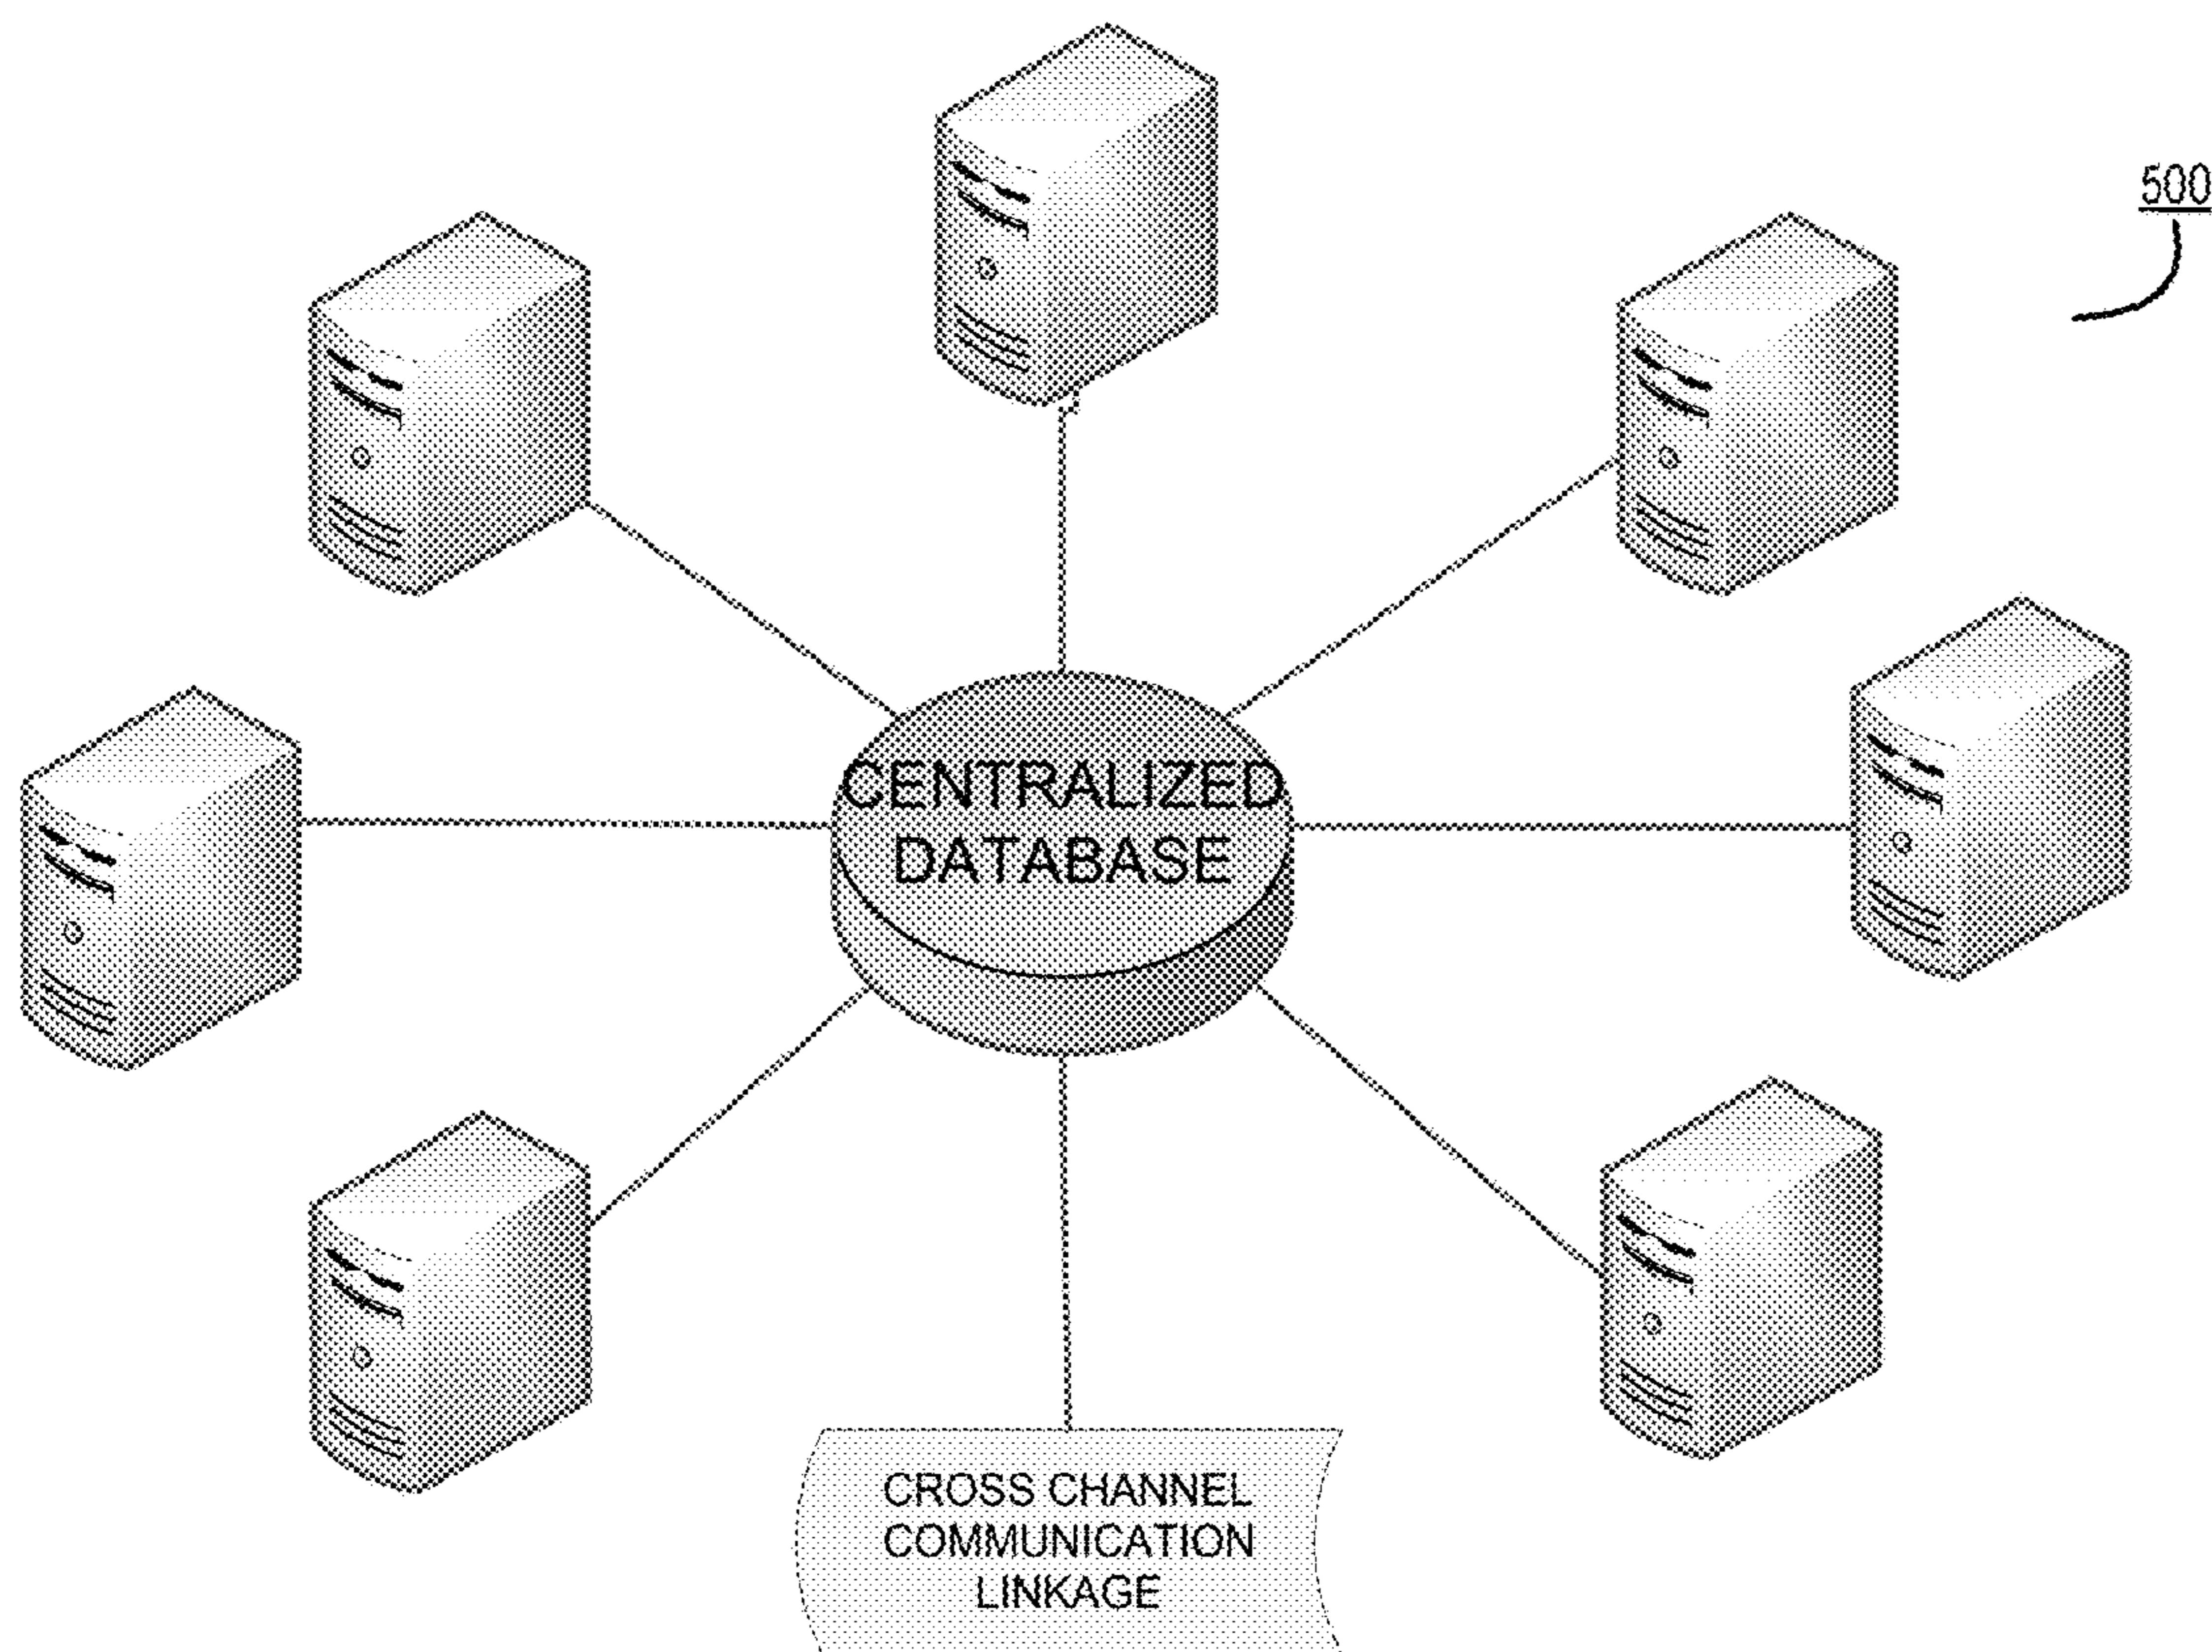 500
CENTRALIZED
DATABASE
CROSS CHANNEL
COMMUNICATION
LINKAGE